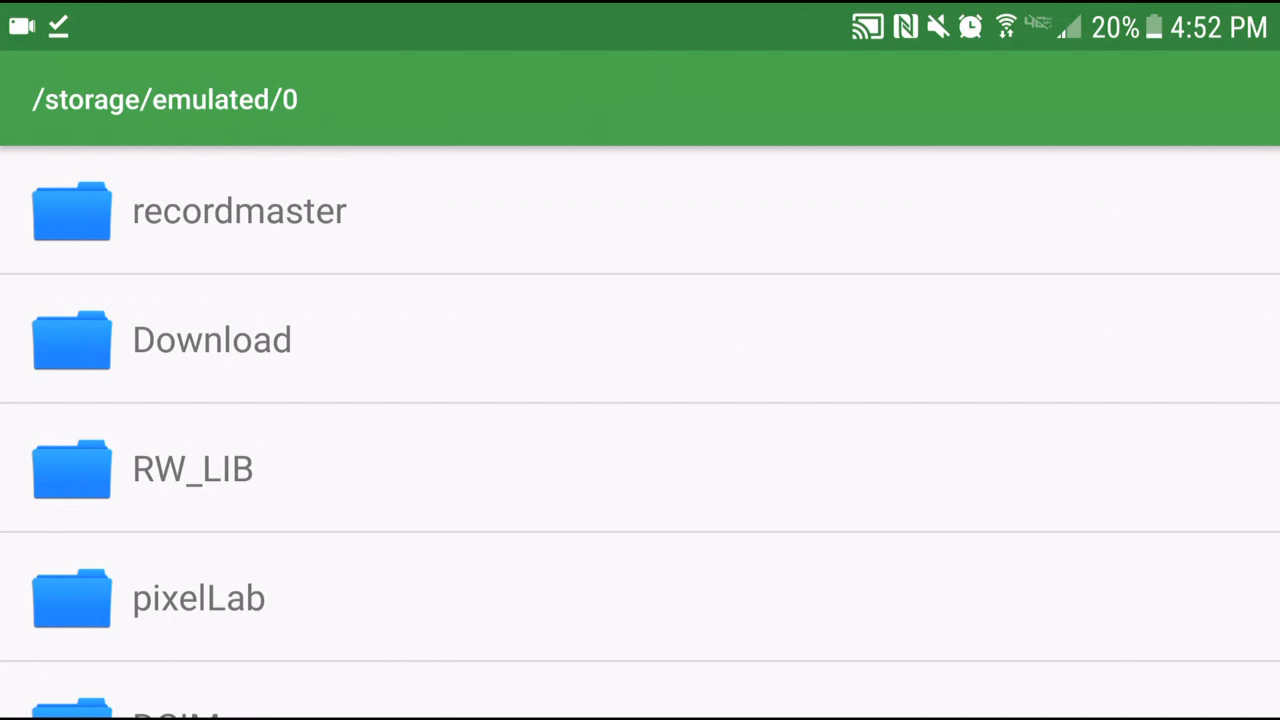 20% 4:52 PM
/storage/emulated/0
recordmaster
Download
RW_LIB
pixelLab